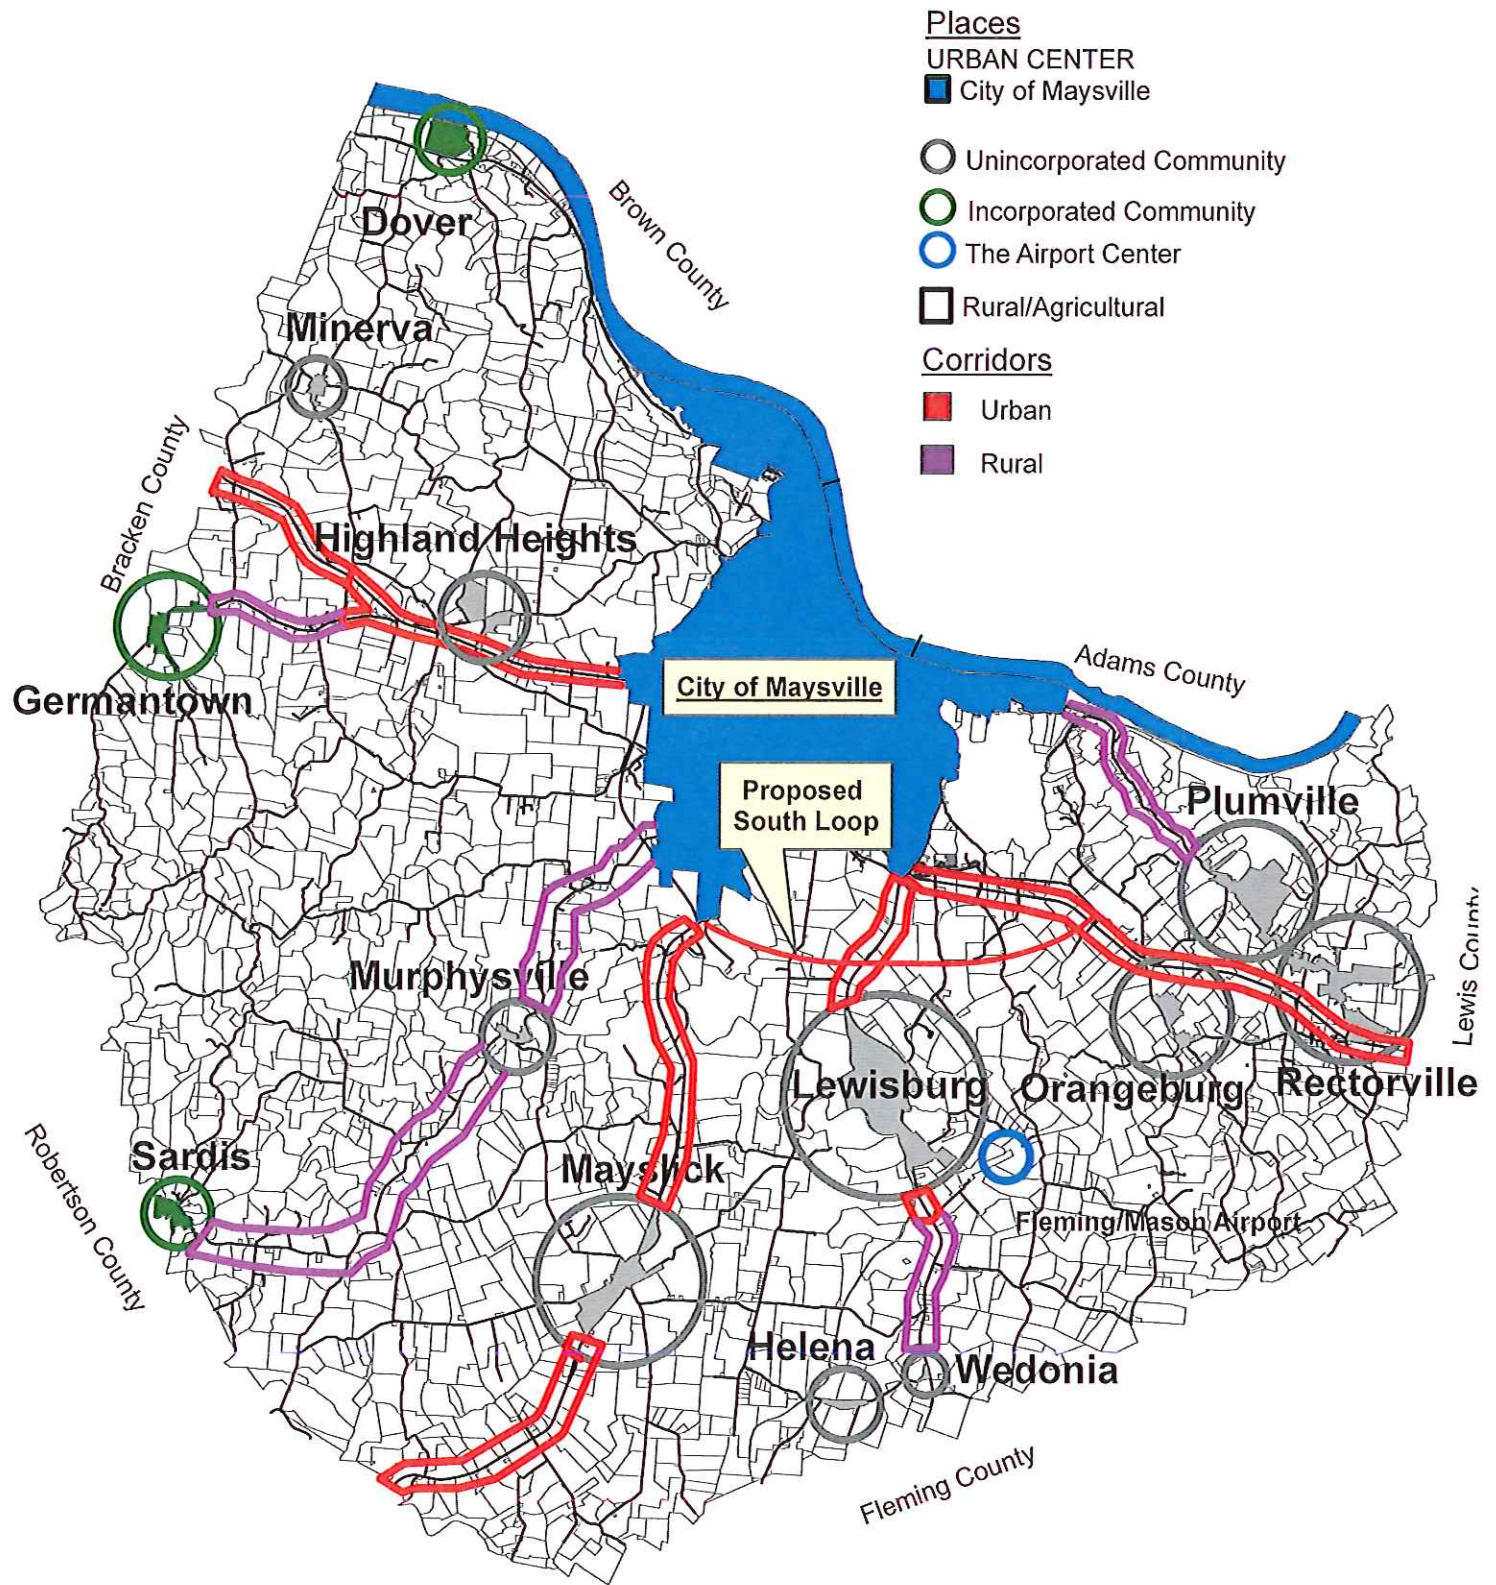 Places
URBAN CENTER
City of Maysville
Unincorporated Community
Incorporated Community
The Airport Center
Rural/Agricultural
Corridors
Urban
Rural
Dover
Brown County
Minerva
Bracken County
Highland Heights
Germantown
City of Maysville
Adams County
Proposed
South Loop
Plumville
Murphysville
Lewis County
Lewisburg
Orangeburg
Rectorville
Sardis
Mayslick
Robertson County
Fleming/Mason Airport
Helena
Wedonia
Fleming County